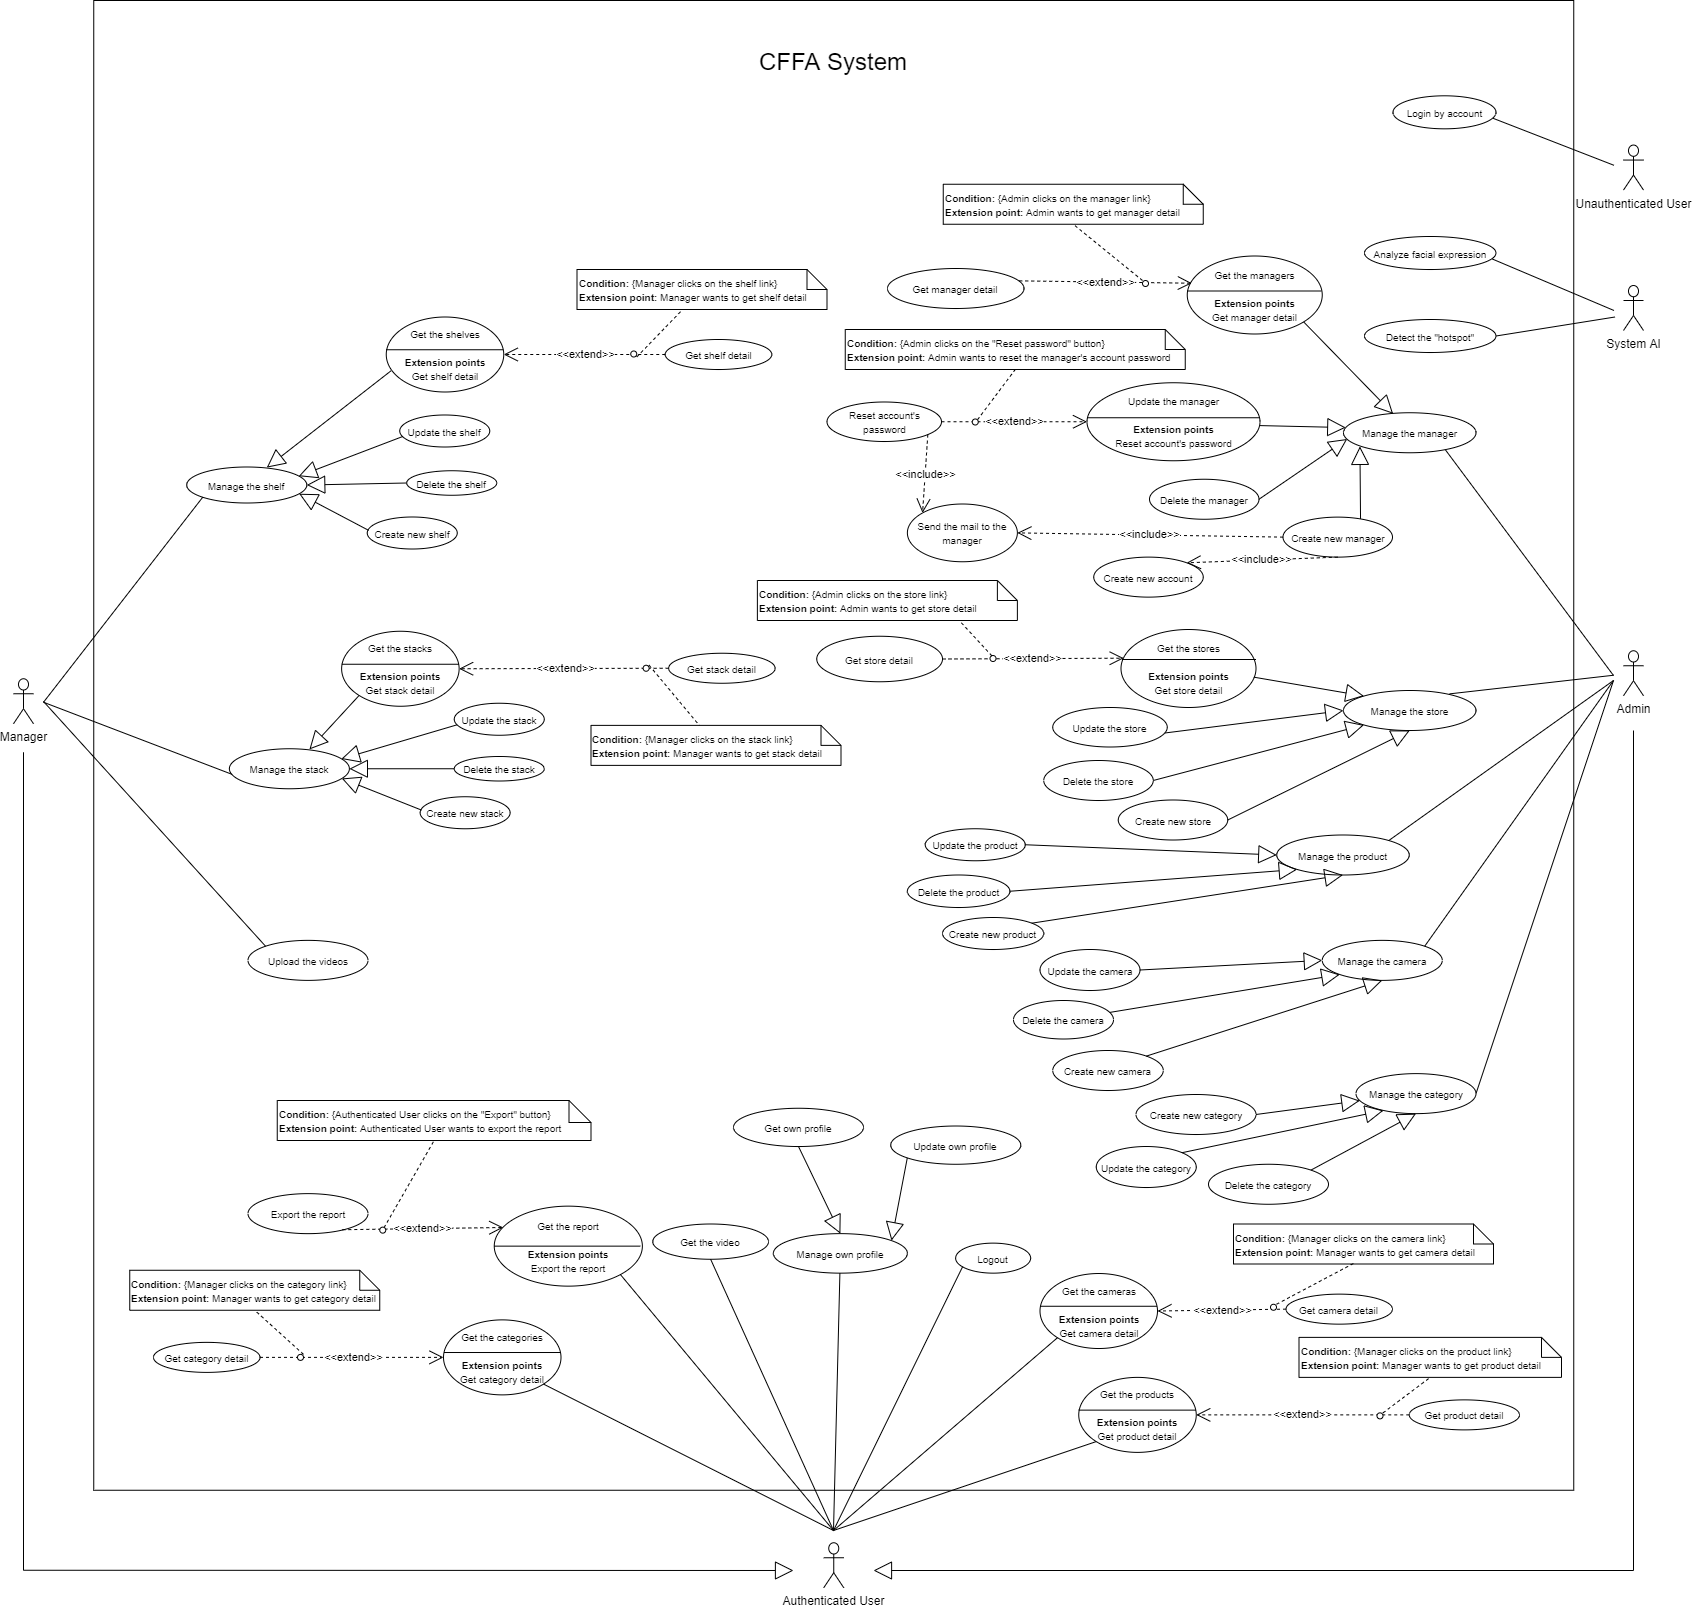 CFFA System
Login by account
Unauthenticated User
Condition: {Admin clicks on the manager link}
Extension point: Admin wants to get manager detail
Analyze facial expression
Get the managers
Extension points
Get manager detail
<<extend>>
Get manager detail
Detect the "hotspot"
System AI
Condition: {Manager clicks on the shelf link}
Extension point: Manager wants to get shelf detail
Get the shelves
Extension points
Get shelf detail
<<extend>>
Get shelf detail
Condition: {Admin clicks on the "Reset password" button}
Extension point: Admin wants to reset the manager's account password
Reset account's
password
<<extend>>
Update the manager
Extension points
Reset account's password
Manage the manager
Update the shelf
Manage the shelf
Delete the shelf
Create new shelf
<<include>>
Delete the manager
Send the mail to the
manager
<<include>>
Create new manager
<<include>>
Create new account
Condition: {Admin clicks on the store link}
Extension point: Admin wants to get store detail
Get store detail
<<extend>>
Get the stores
Extension points
Get store detail
Get the stacks
Extension points
Get stack detail
<<extend>>
Get stack detail
Manager
Admin
Manage the store
Update the store
Update the stack
Condition: {Manager clicks on the stack link}
Extension point: Manager wants to get stack detail
Manage the stack
Delete the stack
Delete the store
Create new stack
Create new store
Update the product
Manage the product
Delete the product
Create new product
Upload the videos
Update the camera
Manage the camera
Delete the camera
Create new camera
Manage the category
Create new category
Update the category
Delete the category
Condition: {Authenticated User clicks on the "Export" button}
Extension point: Authenticated User wants to export the report
Get own profile
Update own profile
Export the report
<<extend>>
Get the report
Extension points
Export the report
Get the video
Manage own profile
Logout
Condition: {Manager clicks on the camera link}
Extension point: Manager wants to get camera detail
Condition: {Manager clicks on the category link}
Extension point: Manager wants to get category detail
Get the cameras
Extension points
Get camera detail
<<extend>>
Get camera detail
Get category detail
<<extend>>
Get the categories
Extension points
Get category detail
Condition: {Manager clicks on the product link}
Extension point: Manager wants to get product detail
Get the products
Extension points
Get product detail
<<extend>>
Get product detail
Authenticated User